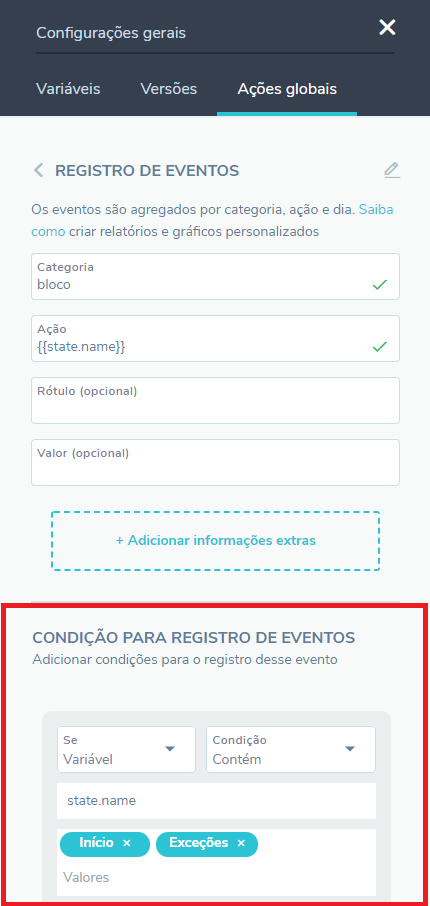 Configurações gerais ×
Variáveis Versões Ações globais
REGISTRO DE EVENTOS
Os eventos são agregados por categoria, ação e dia. Saiba
como criar relatórios e gráficos personalizados
Categoria
bloco
Ação
{{state.name}}
Rótulo (opcional)
Valor (opcional)
+ Adicionar informações extras
CONDIÇÃO PARA REGISTRO DE EVENTOS
Adicionar condições para o registro desse evento
Se Condição
Variável Contém
state.name
Início × Exceções ×
Valores